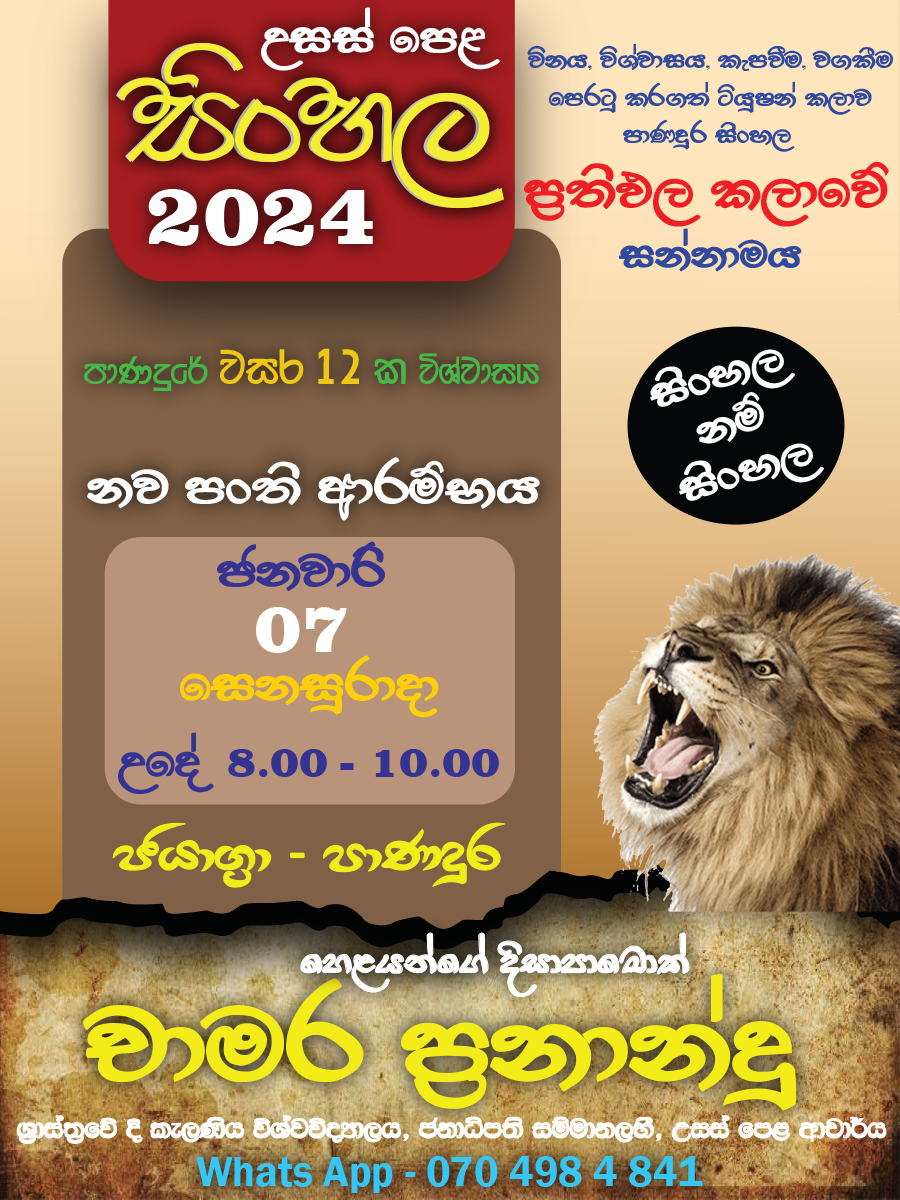 උසස් පෙළ
සිංහල
2024
විනය, විශ්වාසය, කැපවීම, වගකීම
පෙරටු කරගත් ටියුෂන් කලාව
පාණදුර සිංහල
ප්‍රතිඵල කලාවේ
සන්නාමය
පාණදුරේ වසර් 12 ක විශ්වාසය
සිංහල
නම්
සිංහල
නව පංති ආරම්භය
ජනවාරි
07
සෙනසුරාදා
උදේ 8.00 - 10.00
ජයාග්‍රා - පාණදුර
හෙළයන්ගේ දිසාපාමොක්
චාමර ප්‍රනාන්දු
ශ්‍රාස්ත්‍රවේදී කැලණිය විශ්වවිද්‍යාලය, ජනාධිපති සම්මානලාභී, උසස් පෙළ ආචාර්ය
Whats App - 070 498 4 841